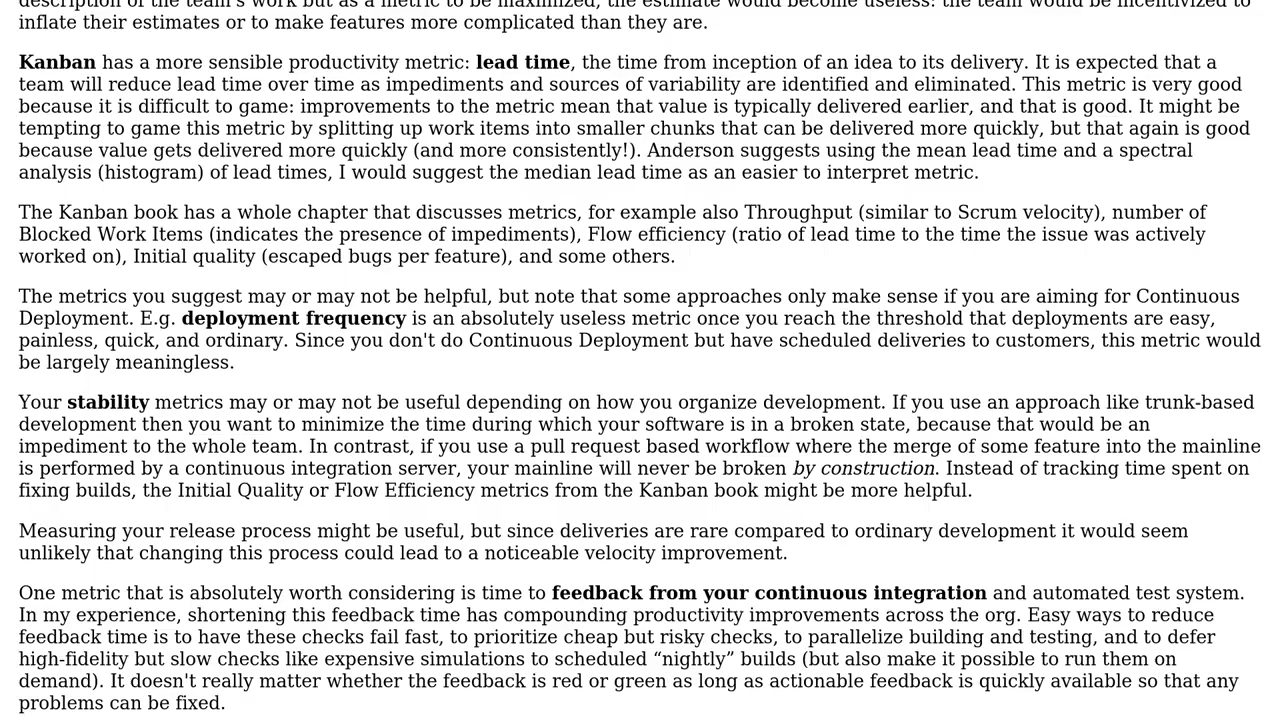 description of the team's work but as a metric to be maximized, the estimate would become useless: the team would be incentivized to
inflate their estimates or to make features more complicated than they are.
Kanban has a more sensible productivity metric: lead time, the time from inception of an idea to its delivery. It is expected that a
team will reduce lead time over time as impediments and sources of variability are identified and eliminated. This metric is very good
because it is difficult to game: improvements to the metric mean that value is typically delivered earlier, and that is good. It might be
tempting to game this metric by splitting up work items into smaller chunks that can be delivered more quickly, but that again is good
because value gets delivered more quickly (and more consistently!). Anderson suggests using the mean lead time and a spectral
analysis (histogram) of lead times, I would suggest the median lead time as an easier to interpret metric.
The Kanban book has a whole chapter that discusses metrics, for example also Throughput (similar to Scrum velocity), number of
Blocked Work Items (indicates the presence of impediments), Flow efficiency (ratio of lead time to the time the issue was actively
worked on), Initial quality (escaped bugs per feature), and some others.
The metrics you suggest may or may not be helpful, but note that some approaches only make sense if you are aiming for Continuous
Deployment. E.g. deployment frequency is an absolutely useless metric once you reach the threshold that deployments are easy,
painless, quick, and ordinary. Since you don't do Continuous Deployment but have scheduled deliveries to customers, this metric would
be largely meaningless.
Your stability metrics may or may not be useful depending on how you organize development. If you use an approach like trunk-based
development then you want to minimize the time during which your software is in a broken state, because that would be an
impediment to the whole team. In contrast, if you use a pull request based workflow where the merge of some feature into the mainline
is performed by a continuous integration server, your mainline will never be broken by construction. Instead of tracking time spent on
fixing builds, the Initial Quality or Flow Efficiency metrics from the Kanban book might be more helpful.
Measuring your release process might be useful, but since deliveries are rare compared to ordinary development it would seem
unlikely that changing this process could lead to a noticeable velocity improvement.
One metric that is absolutely worth considering is time to feedback from your continuous integration and automated test system.
In my experience, shortening this feedback time has compounding productivity improvements across the org. Easy ways to reduce
feedback time is to have these checks fail fast, to prioritize cheap but risky checks, to parallelize building and testing, and to defer
high-fidelity but slow checks like expensive simulations to scheduled “nightly” builds (but also make it possible to run them on
demand). It doesn't really matter whether the feedback is red or green as long as actionable feedback is quickly available so that any
problems can be fixed.